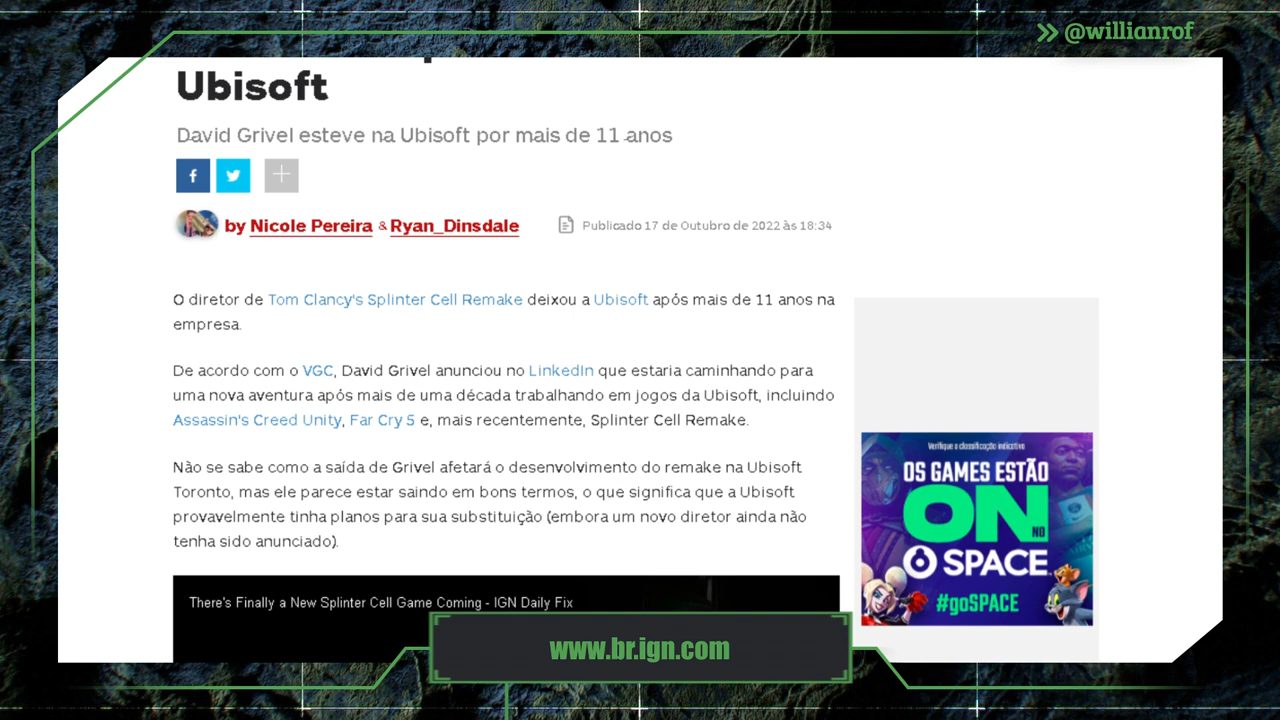 @willianrof
Ubisoft
David Grivel esteve na Ubisoft por mais de 11 anos
by Nicole Pereira & Ryan_Dinsdale
Publicado 17 de Outubro de 2022 às 18:34
O diretor de Tom Clancy's Splinter Cell Remake deixou a Ubisoft após mais de 11 anos na
empresa.
De acordo com o VGC, David Grivel anunciou no LinkedIn que estaria caminhando para
uma nova aventura após mais de uma década trabalhando em jogos da Ubisoft, incluindo
Assassin's Creed Unity, Far Cry 5 e, mais recentemente, Splinter Cell Remake.
Não se sabe como a saída de Grivel afetará o desenvolvimento do remake na Ubisoft
Toronto, mas ele parece estar saindo em bons termos, o que significa que a Ubisoft
provavelmente tinha planos para sua substituição (embora um novo diretor ainda não
tenha sido anunciado).
Verifique a classificação indicativa
OS GAMES ESTÃO
ON NO
SPACE
#goSPACE
There's Finally a New Splinter Cell Game Coming - IGN Daily Fix
www.br.ign.com